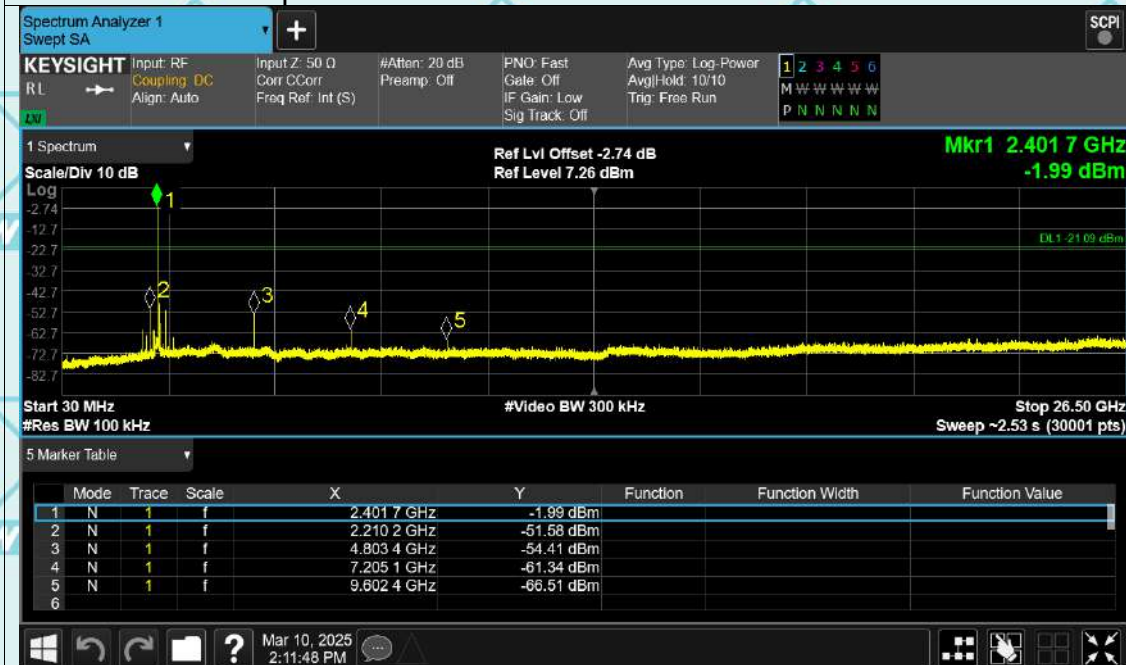 Spectrum Analyzer 1
Swept SA
+
SCPI
KEYSIGHT
RL
LXI
Input: RF
Coupling: DC
Align: Auto
Input Z: 50 Ω
Corr CCorr
Freq Ref: Int (S)
#Atten: 20 dB
Preamp: Off
PNO: Fast
Gate: Off
IF Gain: Low
Sig Track: Off
Avg Type: Log-Power
Avg|Hold: 10/10
Trig: Free Run
1 2 3 4 5 6
M W W W W W
P N N N N N
1 Spectrum
Scale/Div 10 dB
Ref Lvl Offset -2.74 dB
Ref Level 7.26 dBm
Mkr1 2.401 7 GHz
-1.99 dBm
Log
-2.74
-12.7
-22.7
-32.7
-42.7
-52.7
-62.7
-72.7
-82.7
1
2
3
4
5
DL1 -21.09 dBm
Start 30 MHz
#Res BW 100 kHz
#Video BW 300 kHz
Stop 26.50 GHz
Sweep ~2.53 s (30001 pts)
5 Marker Table
Mode Trace Scale X Y Function Function Width Function Value
1 N 1 f 2.401 7 GHz -1.99 dBm
2 N 1 f 2.210 2 GHz -51.58 dBm
3 N 1 f 4.803 4 GHz -54.41 dBm
4 N 1 f 7.205 1 GHz -61.34 dBm
5 N 1 f 9.602 4 GHz -66.51 dBm
6
?
Mar 10, 2025
2:11:48 PM